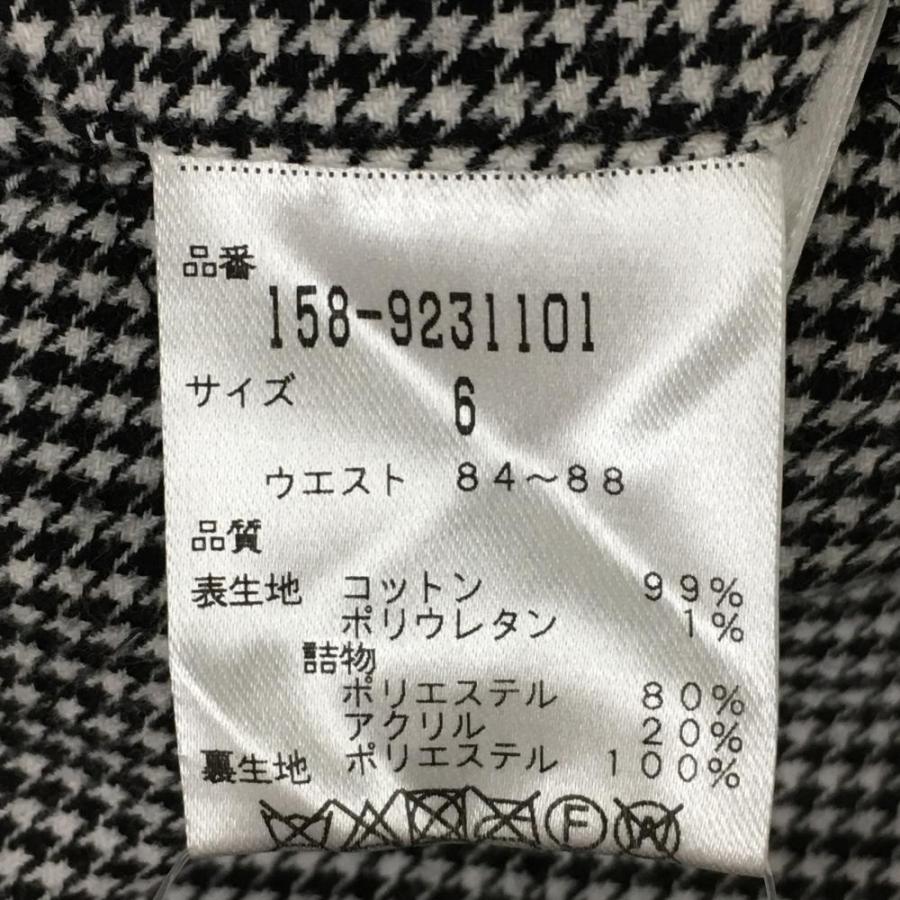 品番
158-9231101
サイズ 6
ウエスト 84～88
品質
表生地 コットン 99%
ポリウレタン 1%
詰物
ポリエステル 80%
アクリル 20%
裏生地 ポリエステル 100%
F W